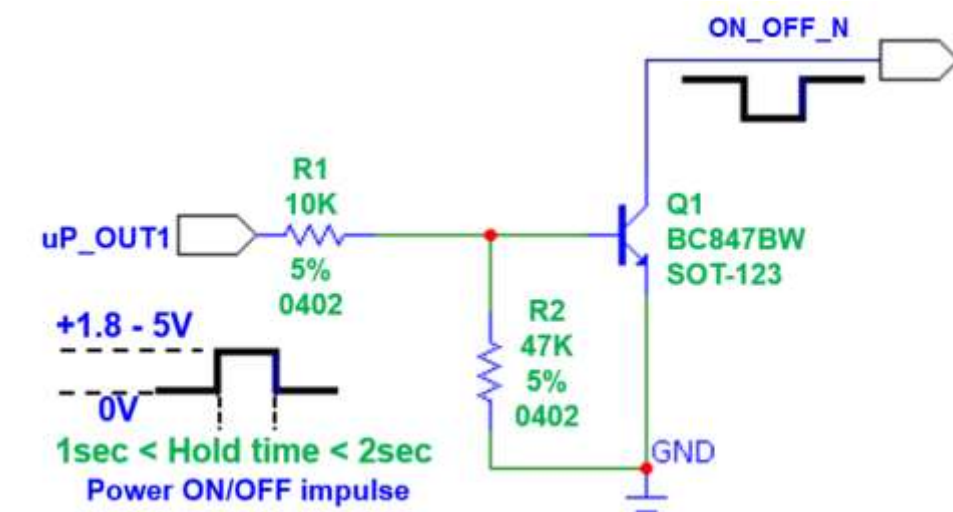 ON_OFF_N
R1
10K
uP_OUT1
5%
0402
Q1
BC847BW
SOT-123
R2
47K
5%
0402
+1.8 - 5V
0V
1sec < Hold time < 2sec
Power ON/OFF impulse
GND